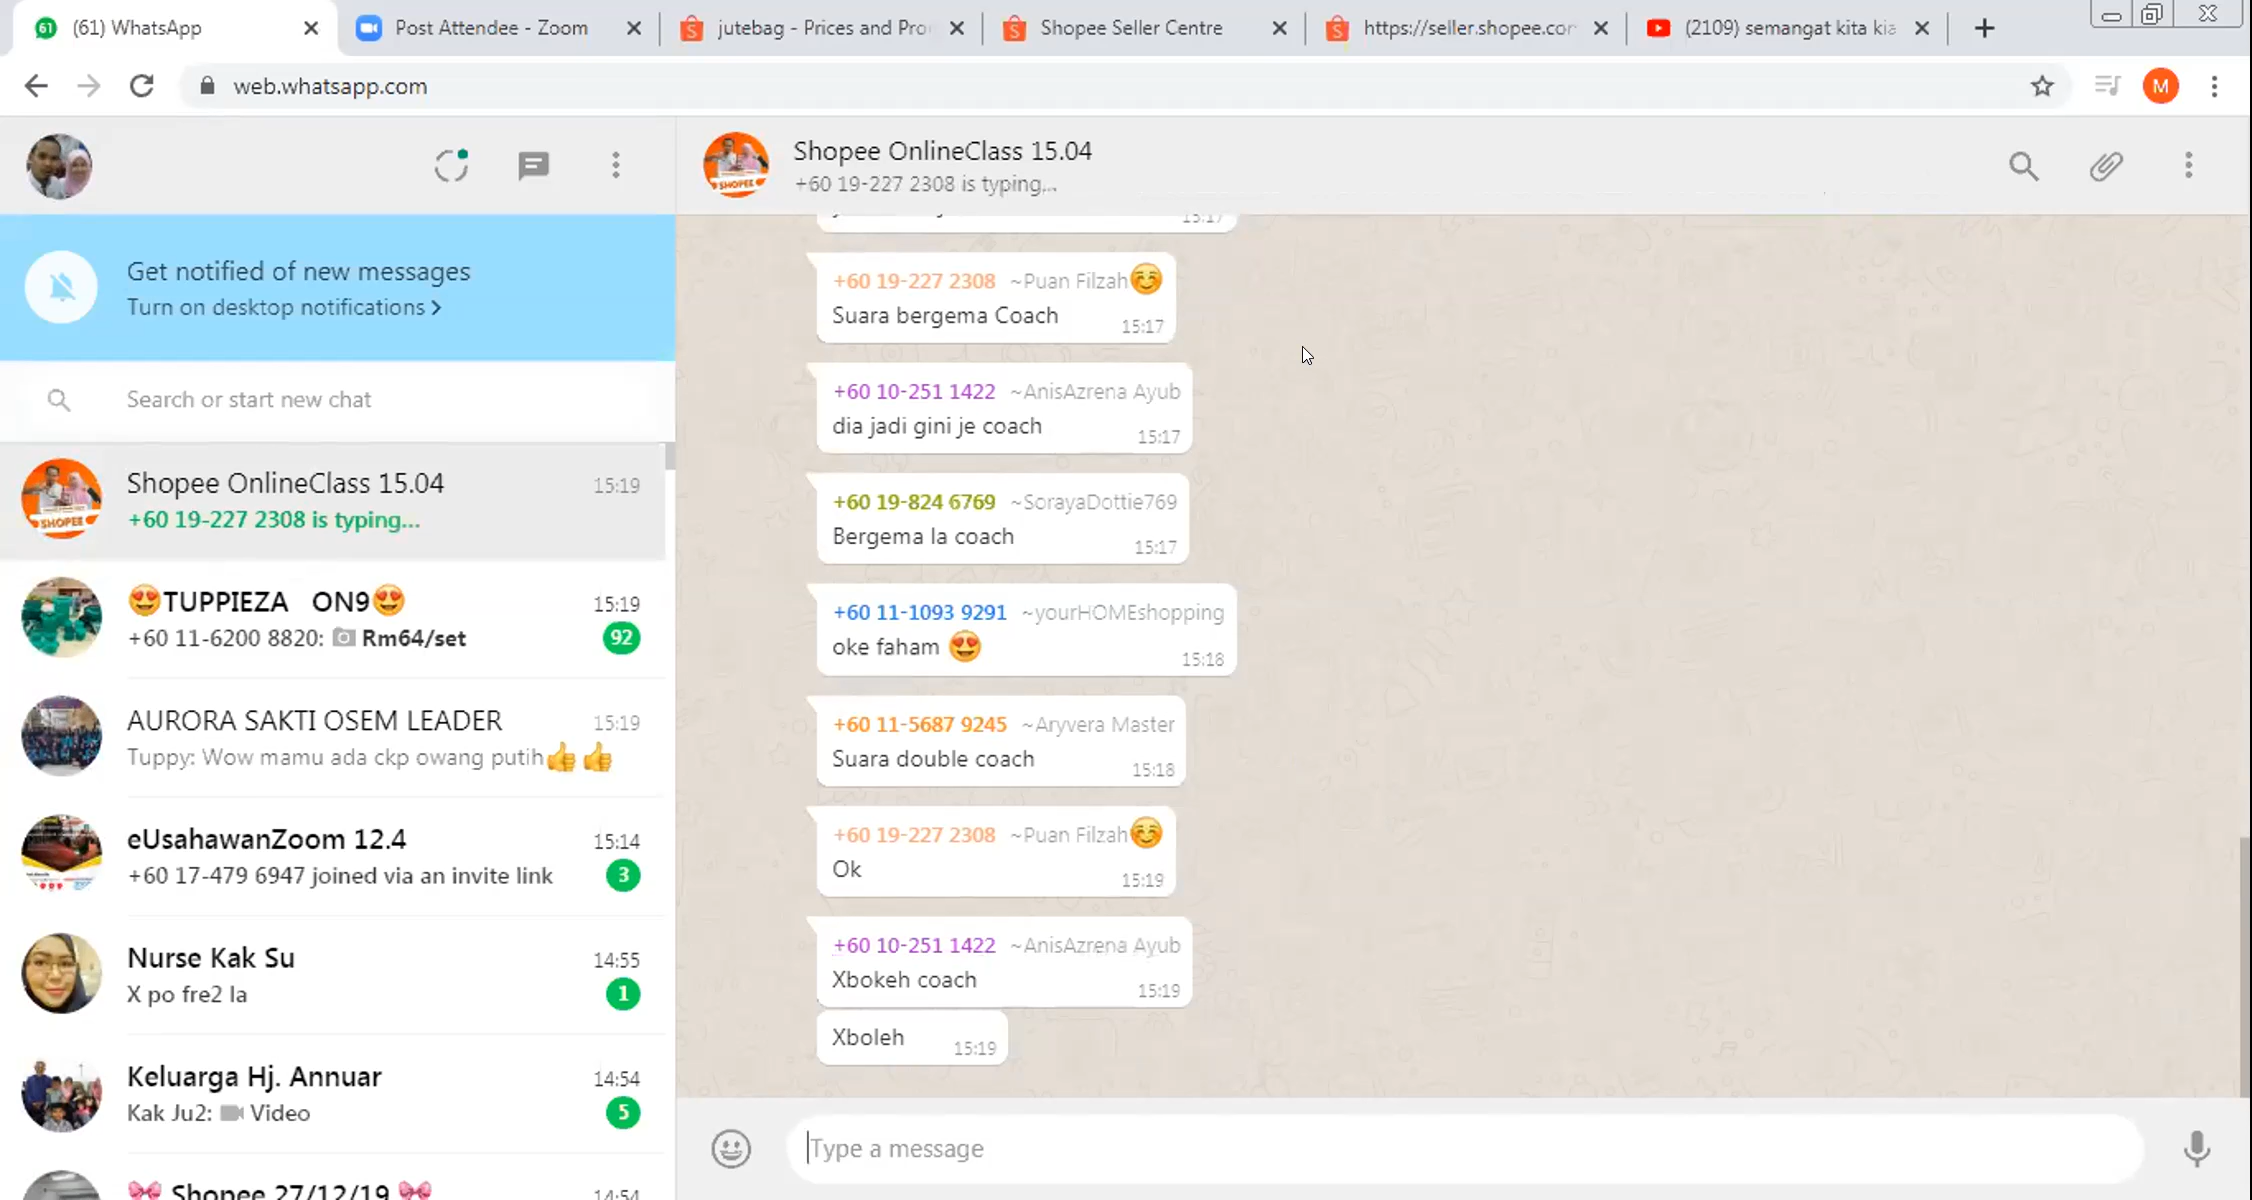 (61) WhatsApp
Post Attendee - Zoom
jutebag - Prices and Pro
Shopee Seller Centre
https://seller.shopee.cor
(2109) semangat kita kia
web.whatsapp.com
M
Shopee OnlineClass 15.04
+60 19-227 2308 is typing...
Get notified of new messages
Turn on desktop notifications >
Search or start new chat
Shopee OnlineClass 15.04 15:19
+60 19-227 2308 is typing...
😍TUPPIEZA ON9😍 15:19
+60 11-6200 8820: Rm64/set 92
AURORA SAKTI OSEM LEADER 15:19
Tuppy: Wow mamu ada ckp owang putih👍👍
eUsahawanZoom 12.4 15:14
+60 17-479 6947 joined via an invite link 3
Nurse Kak Su 14:55
X po fre2 la 1
Keluarga Hj. Annuar 14:54
Kak Ju2: Video 5
🎀 Shopee 27/12/19 🎀 14:54
15:17
+60 19-227 2308 ~Puan Filzah☺️
Suara bergema Coach 15:17
+60 10-251 1422 ~AnisAzrena Ayub
dia jadi gini je coach 15:17
+60 19-824 6769 ~SorayaDottie769
Bergema la coach 15:17
+60 11-1093 9291 ~yourHOMEshopping
oke faham 😍 15:18
+60 11-5687 9245 ~Aryvera Master
Suara double coach 15:18
+60 19-227 2308 ~Puan Filzah☺️
Ok 15:19
+60 10-251 1422 ~AnisAzrena Ayub
Xbokeh coach 15:19
Xboleh 15:19
Type a message